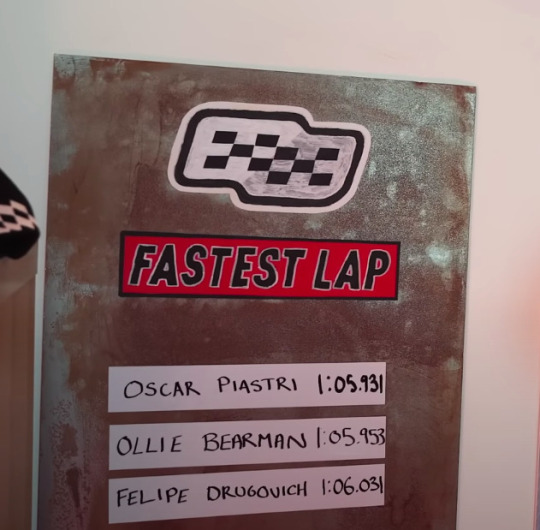 FASTEST LAP
OSCAR PIASTRI 1:05.931
OLLIE BEARMAN 1:05.953
FELIPE DRUGOVICH 1:06.031